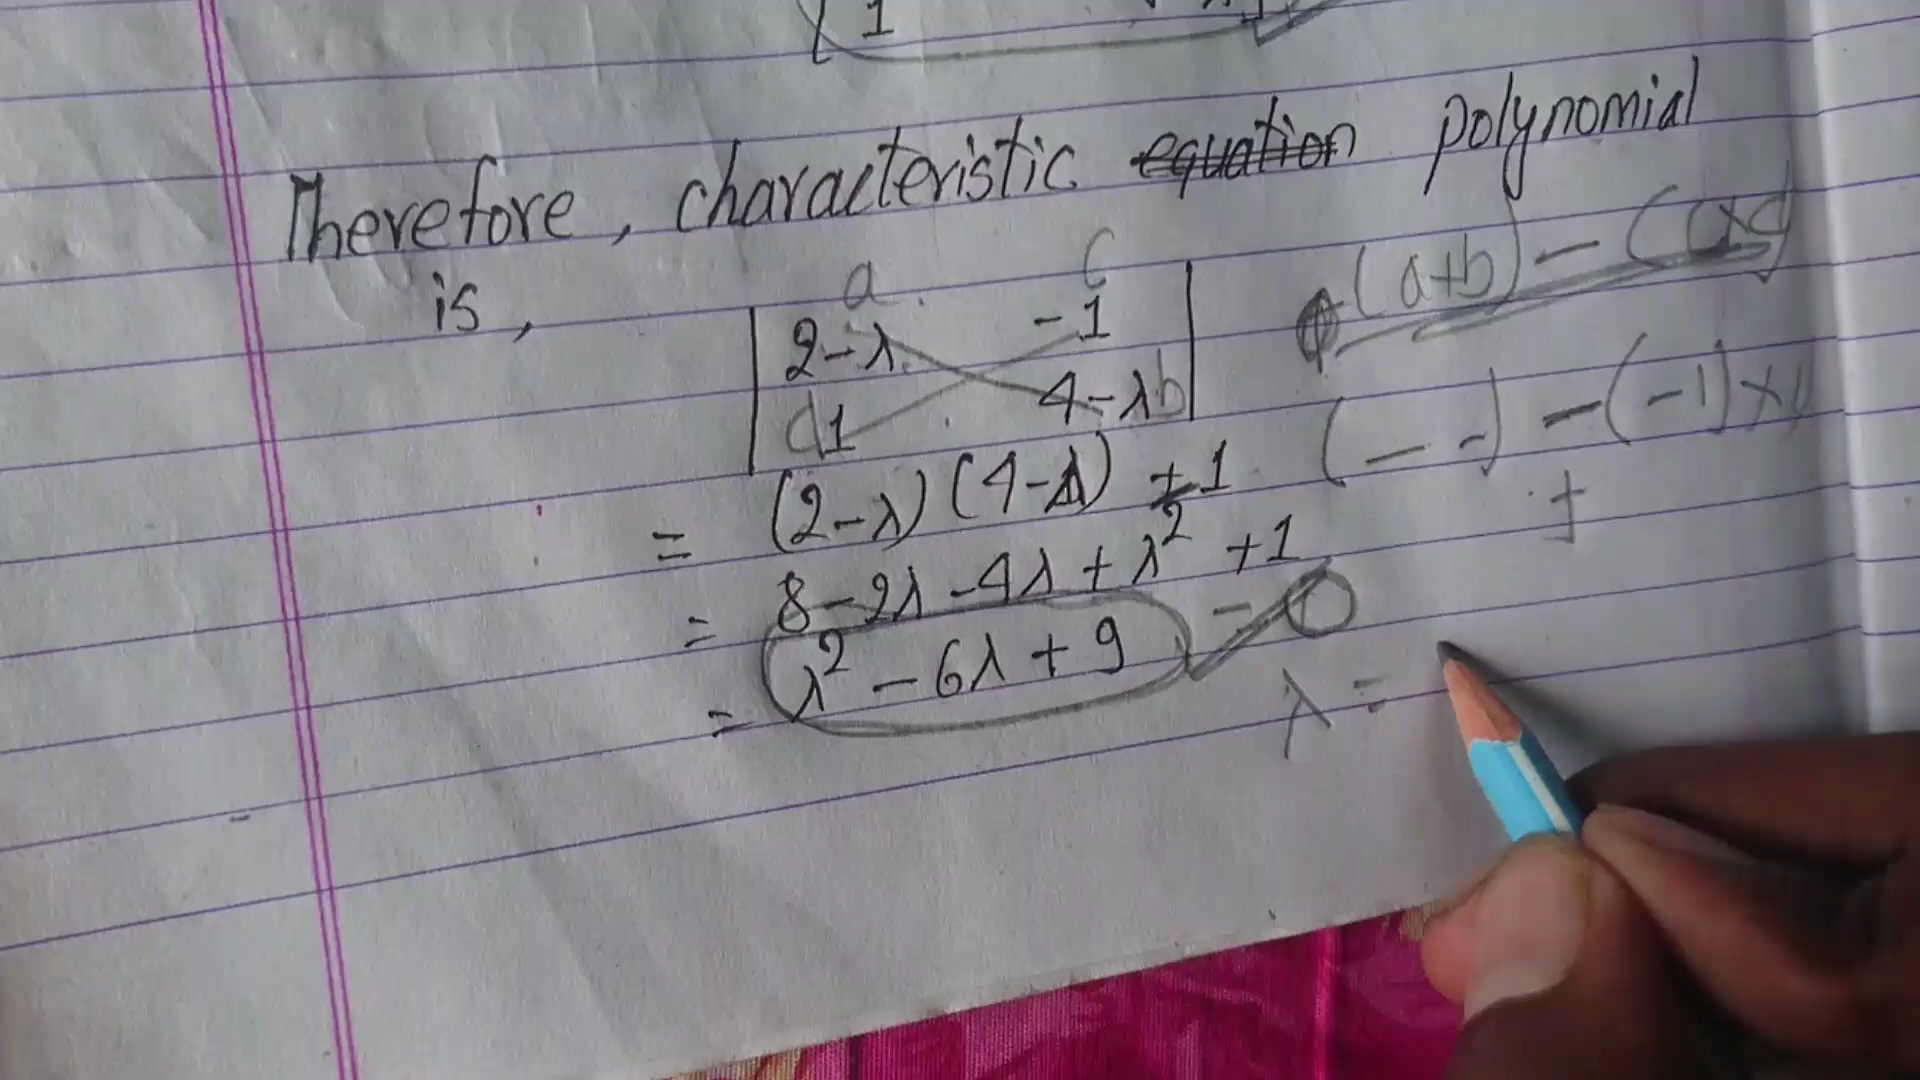 1
Therefore, characteristic equation polynomial
is,
a c
(a+b) - (c×d)
2-λ -1
d1 4-λ b
(- -) - (-1)×1
+
= (2-λ) (4-λ) +1
= 8-2λ-4λ+λ² +1
= λ² - 6λ + 9 = 0
λ =